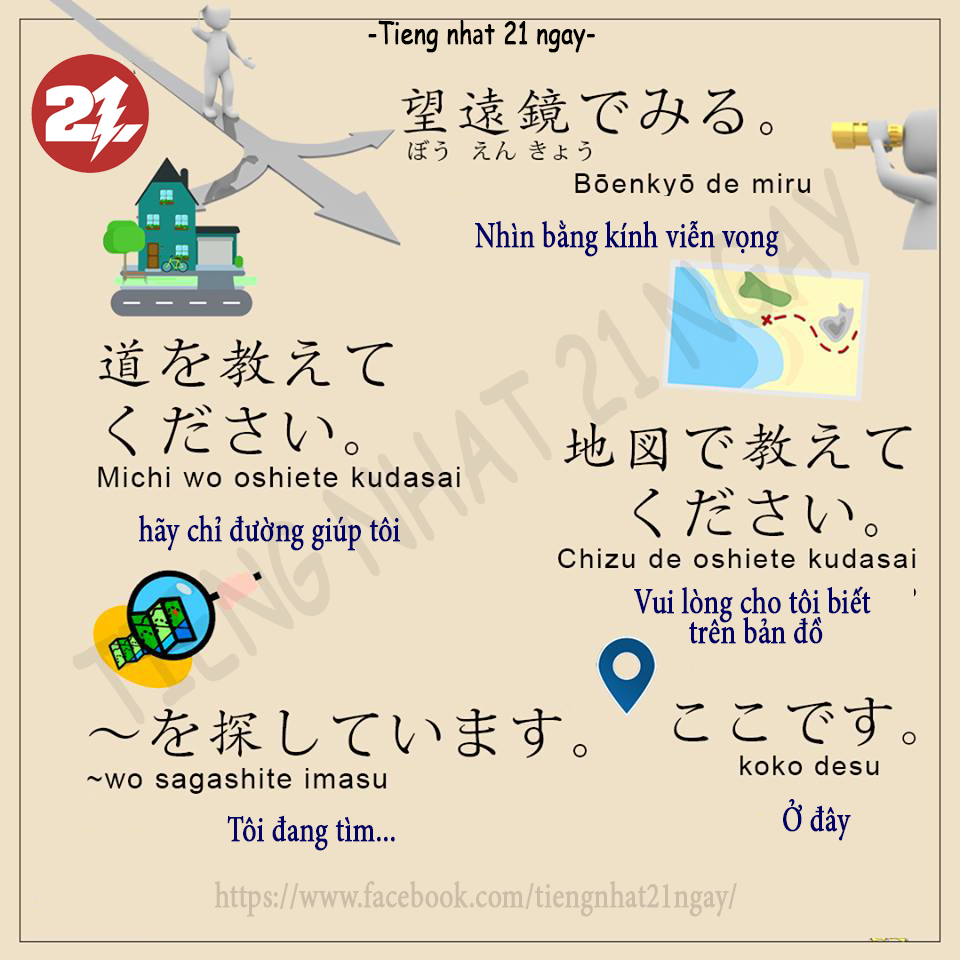 -Tieng nhat 21 ngay-
21
望遠鏡でみる。
ぼう えん きょう
Bōenkyō de miru
Nhìn bằng kính viễn vọng
道を教えて
ください。
Michi wo oshiete kudasai
hãy chỉ đường giúp tôi
地図で教えて
ください。
Chizu de oshiete kudasai
Vui lòng cho tôi biết
trên bản đồ
～を探しています。
~wo sagashite imasu
Tôi đang tìm...
ここです。
koko desu
Ở đây
TIENG NHAT 21 NGAY
https://www.facebook.com/tiengnhat21ngay/